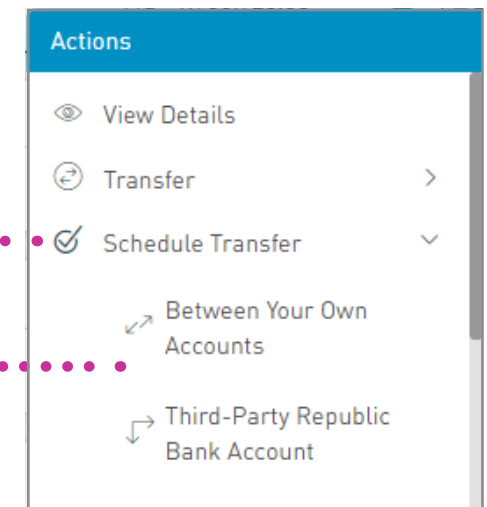 Actions
View Details
Transfer
Schedule Transfer
Between Your Own
Accounts
Third-Party Republic
Bank Account